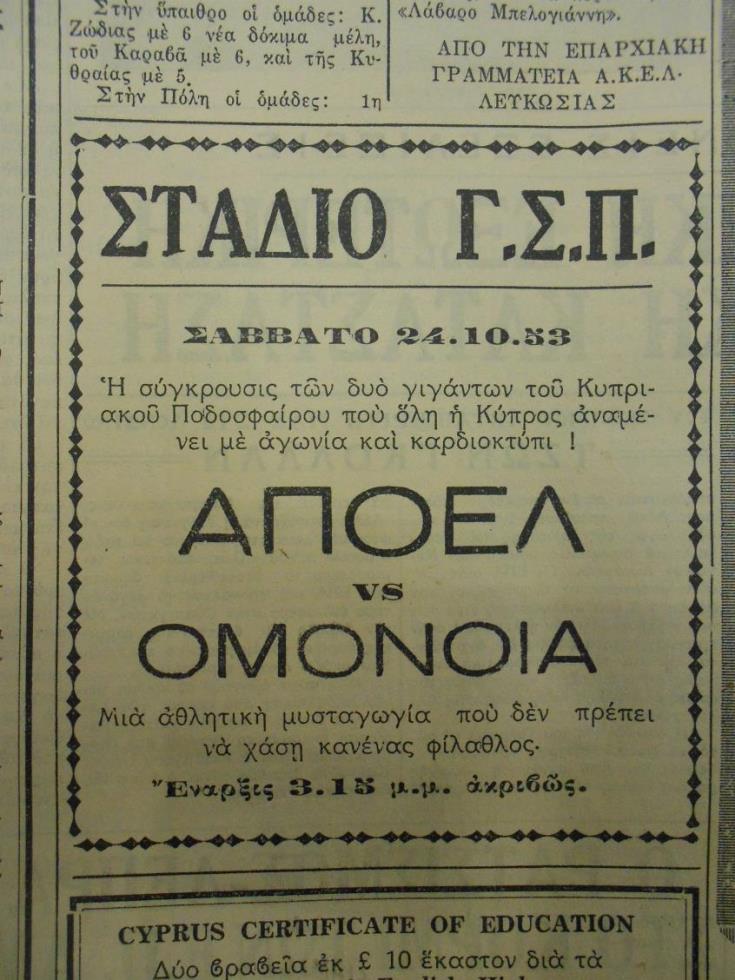 Στὴν ὕπαιθρο οἱ ὁμάδες: Κ.
Ζώδιας μὲ 6 νέα δόκιμα μέλη,
τοῦ Καραβᾶ μὲ 6, καὶ τῆς Κυ-
θραίας μὲ 5.
Στὴν Πόλη οἱ ὁμάδες: 1η
«Λάβαρο Μπελογιάννη».
ΑΠΟ ΤΗΝ ΕΠΑΡΧΙΑΚΗ
ΓΡΑΜΜΑΤΕΙΑ Α.Κ.Ε.Λ.
ΛΕΥΚΩΣΙΑΣ
ΣΤΑΔΙΟ Γ.Σ.Π.
ΣΑΒΒΑΤΟ 24.10.53
Ἡ σύγκρουσις τῶν δυὸ γιγάντων τοῦ Κυπρι-
ακοῦ Ποδοσφαίρου ποὺ ὅλη ἡ Κύπρος ἀναμέ-
νει μὲ ἀγωνία καὶ καρδιοκτύπι !
ΑΠΟΕΛ
vs
ΟΜΟΝΟΙΑ
Μιὰ ἀθλητικὴ μυσταγωγία ποὺ δὲν πρέπει
νὰ χάσῃ κανένας φίλαθλος.
Ἔναρξις 3.15 μ.μ. ἀκριβῶς.
CYPRUS CERTIFICATE OF EDUCATION
Δύο βραβεῖα ἐκ £ 10 ἕκαστον διὰ τὰ